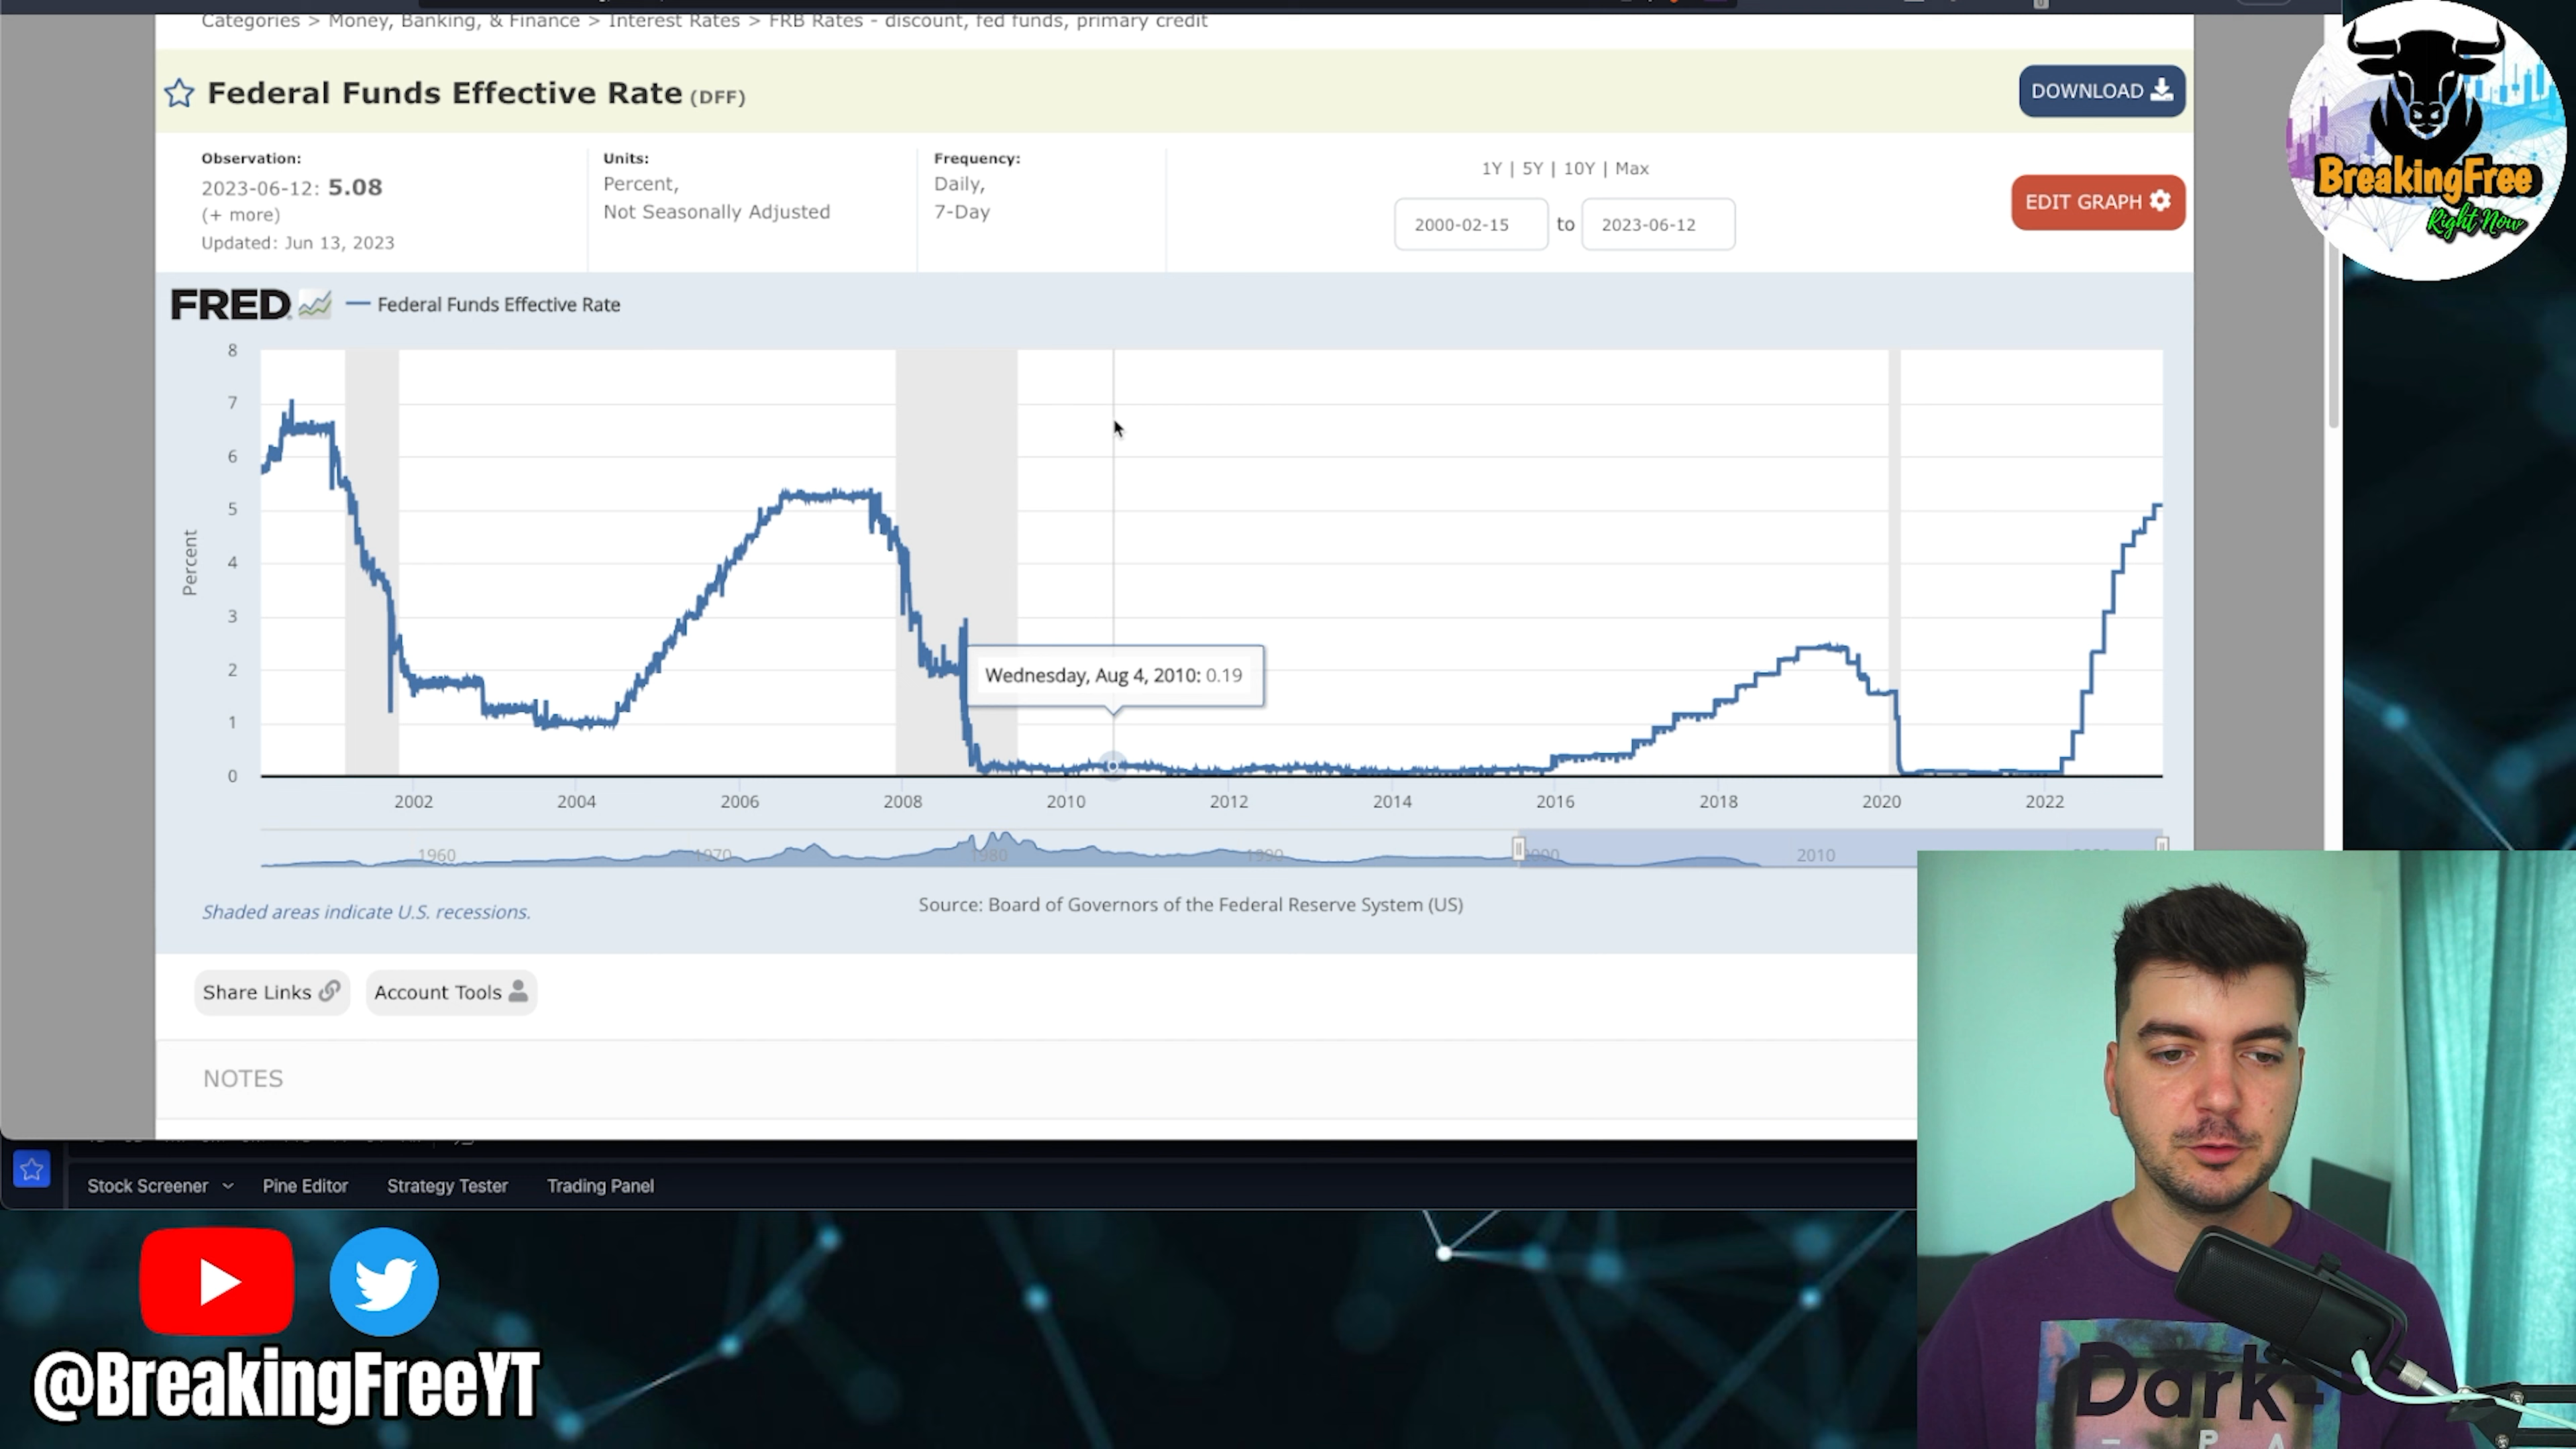 Categories > Money, Banking, & Finance > Interest Rates > FRB Rates - discount, fed funds, primary credit
Federal Funds Effective Rate (DFF)
DOWNLOAD
Observation:
2023-06-12: 5.08
(+ more)
Updated: Jun 13, 2023
Units:
Percent,
Not Seasonally Adjusted
Frequency:
Daily,
7-Day
1Y | 5Y | 10Y | Max
2000-02-15 to 2023-06-12
EDIT GRAPH
BreakingFree
Right Now
FRED
Federal Funds Effective Rate
8
7
6
5
4
3
2
1
0
Percent
Wednesday, Aug 4, 2010: 0.19
2002 2004 2006 2008 2010 2012 2014 2016 2018 2020 2022
1960 1970 1980 1990 2000 2010
Shaded areas indicate U.S. recessions.
Source: Board of Governors of the Federal Reserve System (US)
Share Links
Account Tools
NOTES
Stock Screener Pine Editor Strategy Tester Trading Panel
@BreakingFreeYT
Dark-